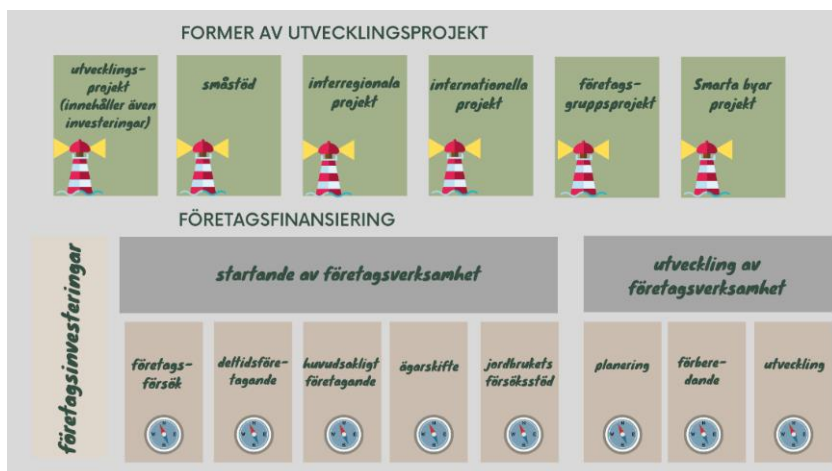 FORMER AV UTVECKLINGSPROJEKT
utvecklings-
projekt
(innehåller även
investeringar)
småstöd
interregionala
projekt
internationella
projekt
företags-
gruppsprojekt
Smarta byar
projekt
FÖRETAGSFINANSIERING
företagsinvesteringar
startande av företagsverksamhet
utveckling av
företagsverksamhet
företags-
försök
deltidsföre-
tagande
huvudsakligt
företagande
ägarskifte
jordbrukets
försöksstöd
planering
förbere-
dande
utveckling